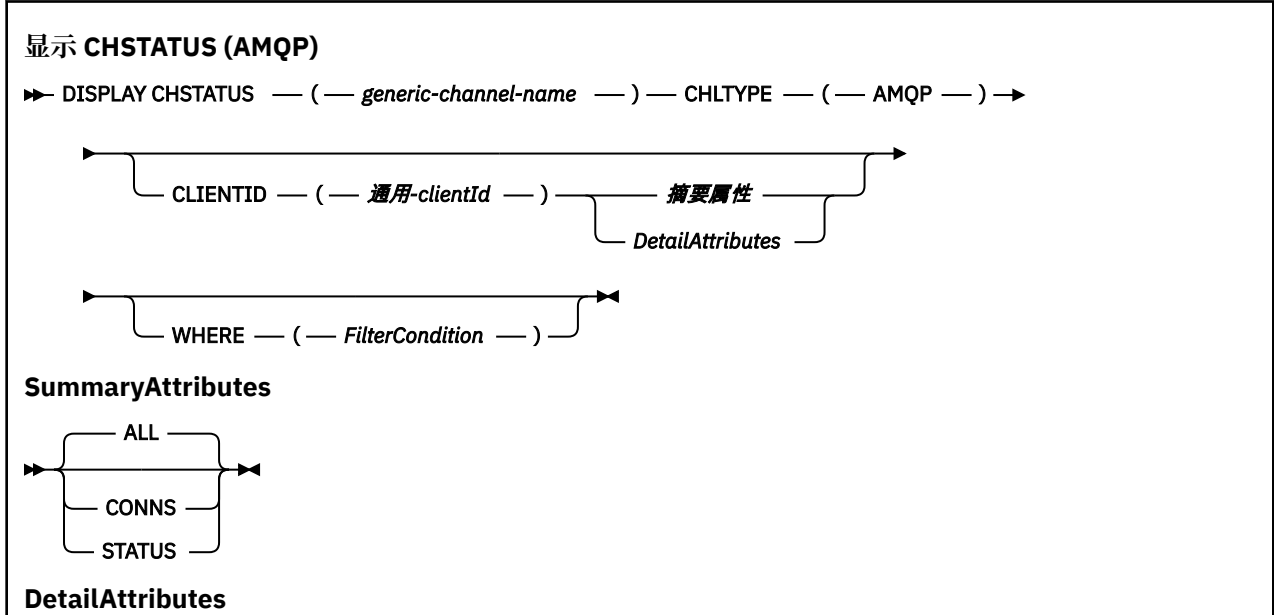 显示 CHSTATUS (AMQP)
DISPLAY CHSTATUS ( generic-channel-name ) CHLTYPE ( AMQP )
CLIENTID ( 通用-clientId ) 摘要属性
DetailAttributes
WHERE ( FilterCondition )
SummaryAttributes
ALL
CONNS
STATUS
DetailAttributes